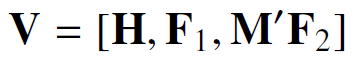 V = [H, F₁, M′F₂]